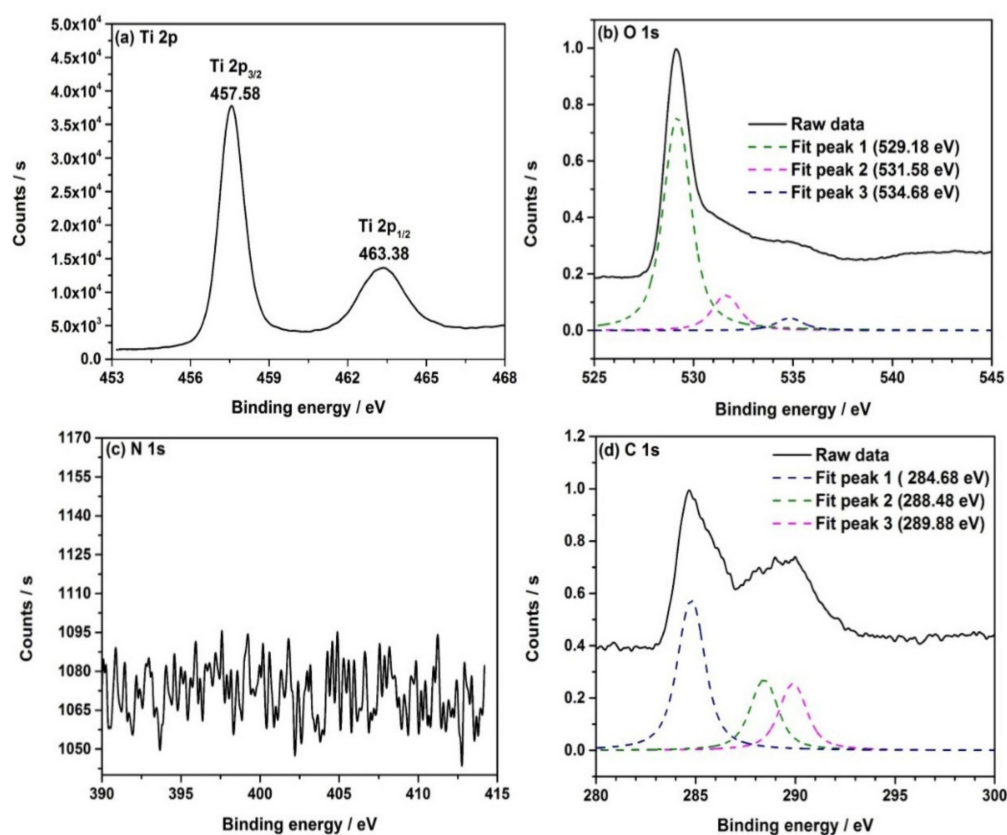 (a) Ti 2p
Ti 2p3/2
457.58
Ti 2p1/2
463.38
5.0x10⁴
4.5x10⁴
4.0x10⁴
3.5x10⁴
3.0x10⁴
2.5x10⁴
2.0x10⁴
1.5x10⁴
1.0x10⁴
5.0x10³
0.0
Counts / s
453 456 459 462 465 468
Binding energy / eV
(b) O 1s
Raw data
Fit peak 1 (529.18 eV)
Fit peak 2 (531.58 eV)
Fit peak 3 (534.68 eV)
1.0
0.8
0.6
0.4
0.2
0.0
Counts / s
525 530 535 540 545
Binding energy / eV
(c) N 1s
1170
1155
1140
1125
1110
1095
1080
1065
1050
Counts / s
390 395 400 405 410 415
Binding energy / eV
(d) C 1s
Raw data
Fit peak 1 ( 284.68 eV)
Fit peak 2 (288.48 eV)
Fit peak 3 (289.88 eV)
1.2
1.0
0.8
0.6
0.4
0.2
0.0
Counts / s
280 285 290 295 300
Binding energy / eV